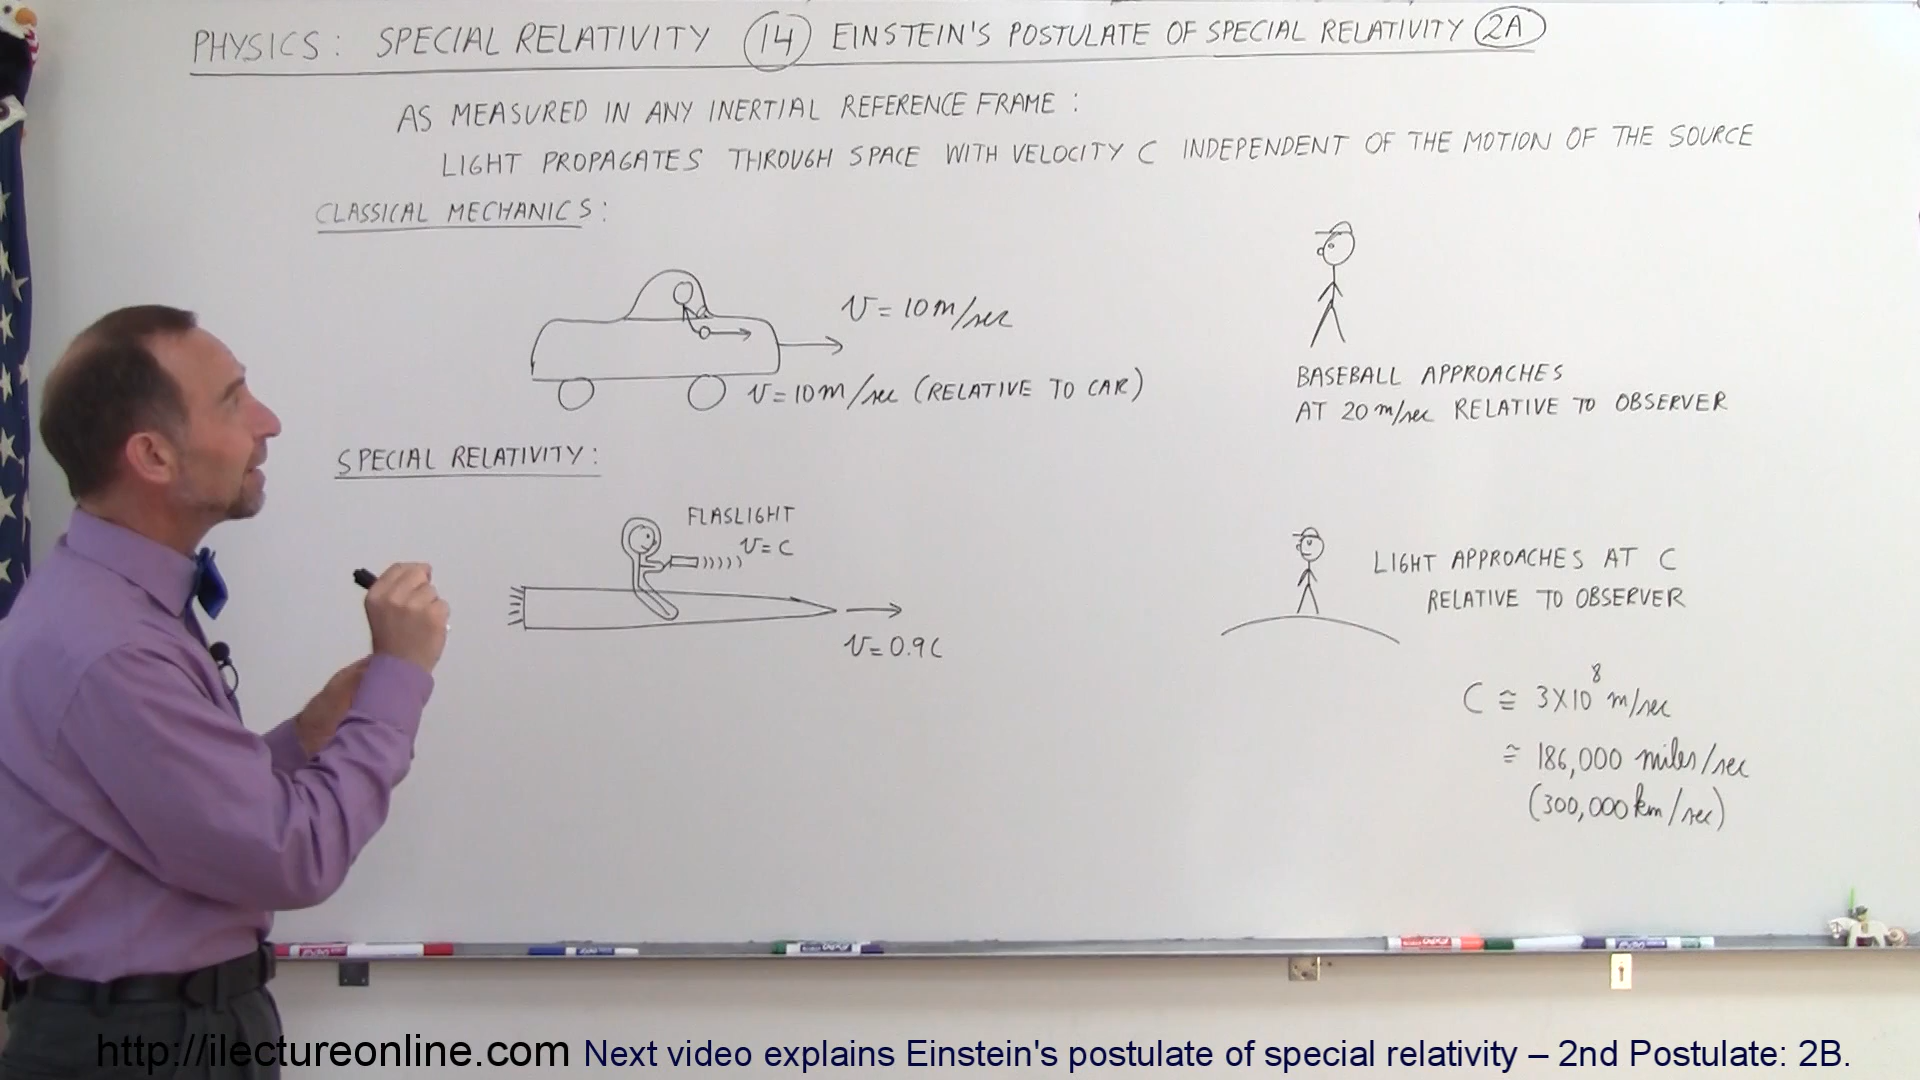 PHYSICS: SPECIAL RELATIVITY 14 EINSTEIN'S POSTULATE OF SPECIAL RELATIVITY 2A
AS MEASURED IN ANY INERTIAL REFERENCE FRAME:
LIGHT PROPAGATES THROUGH SPACE WITH VELOCITY C INDEPENDENT OF THE MOTION OF THE SOURCE
CLASSICAL MECHANICS:
v = 10 m/sec
v = 10 m/sec (RELATIVE TO CAR)
BASEBALL APPROACHES
AT 20 m/sec RELATIVE TO OBSERVER
SPECIAL RELATIVITY:
FLASLIGHT
v = C
v = 0.9C
LIGHT APPROACHES AT C
RELATIVE TO OBSERVER
C ≅ 3X10⁸ m/sec
≅ 186,000 miles/sec
(300,000 km/sec)
http://ilectureonline.com Next video explains Einstein's postulate of special relativity – 2nd Postulate: 2B.